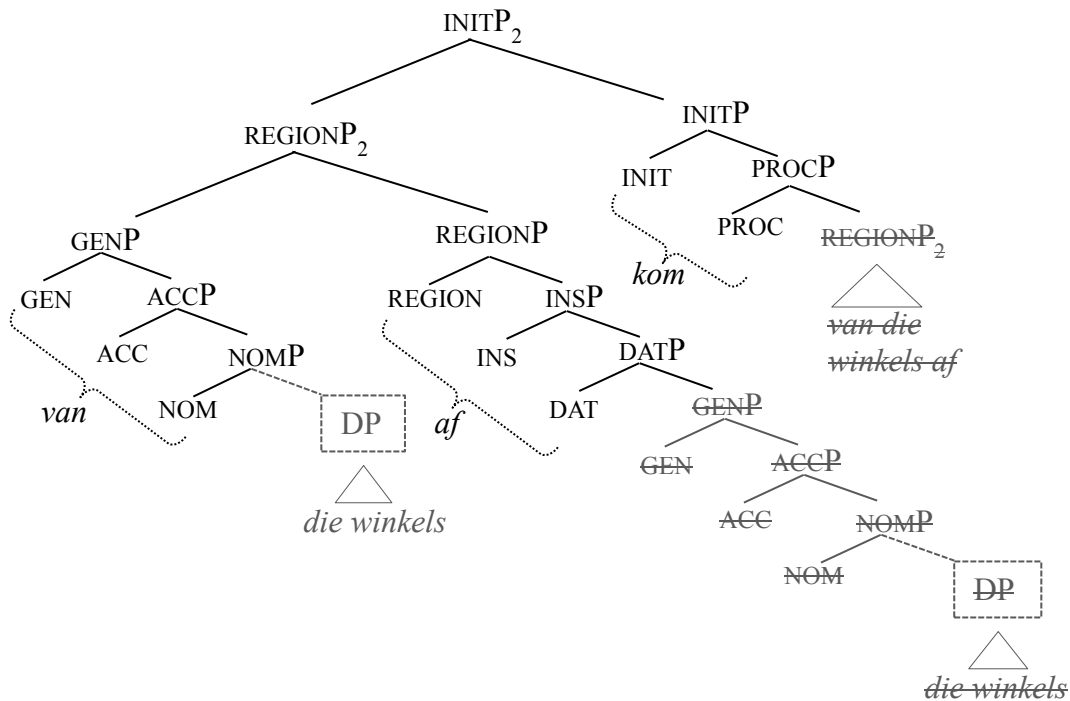 INITP₂
REGIONP₂ INITP
INIT PROCP
GENP REGIONP PROC REGIONP₂
kom
GEN ACCP REGION INSP
van die
ACC NOMP INS DATP winkels af
van NOM DP af DAT GENP
GEN ACCP
die winkels ACC NOMP
NOM DP
die winkels